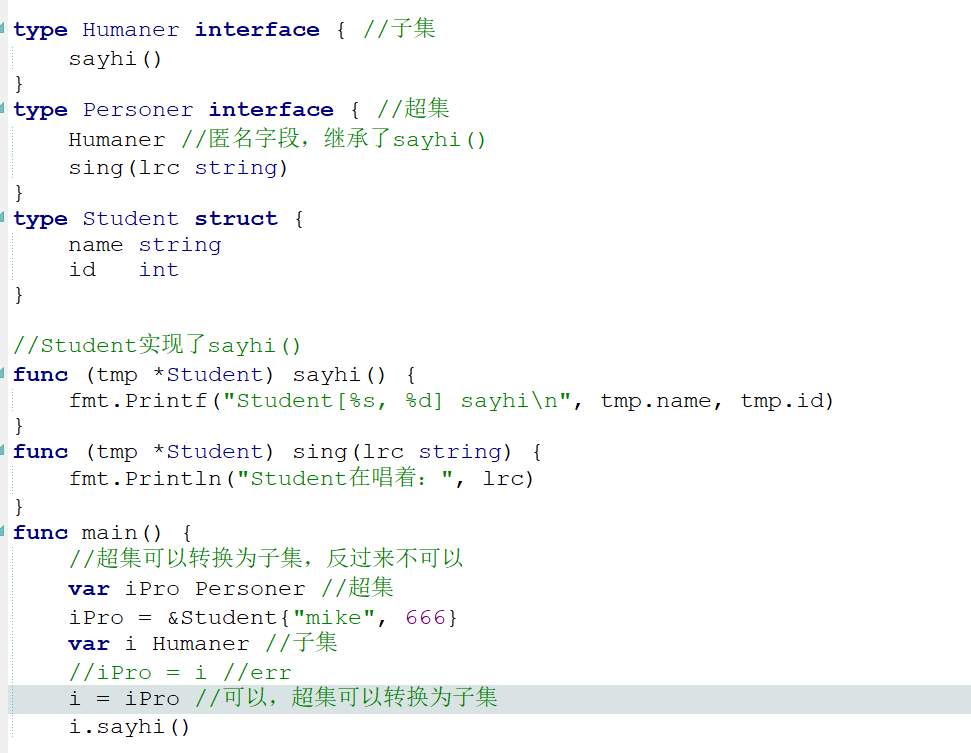 type Humaner interface { //子集
    sayhi()
}
type Personer interface { //超集
    Humaner //匿名字段，继承了sayhi()
    sing(lrc string)
}
type Student struct {
    name string
    id   int
}

//Student实现了sayhi()
func (tmp *Student) sayhi() {
    fmt.Printf("Student[%s, %d] sayhi\n", tmp.name, tmp.id)
}
func (tmp *Student) sing(lrc string) {
    fmt.Println("Student在唱着：", lrc)
}
func main() {
    //超集可以转换为子集，反过来不可以
    var iPro Personer //超集
    iPro = &Student{"mike", 666}
    var i Humaner //子集
    //iPro = i //err
    i = iPro //可以，超集可以转换为子集
    i.sayhi()